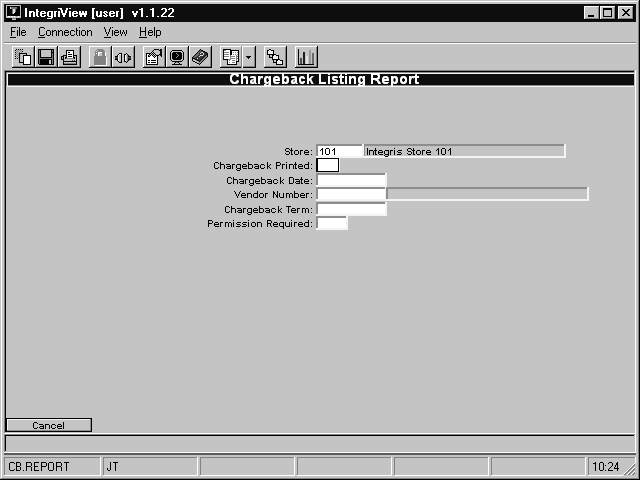 IntegriView [user] v1.1.22
File Connection View Help
Chargeback Listing Report
Store: 101 Integris Store 101
Chargeback Printed:
Chargeback Date:
Vendor Number:
Chargeback Term:
Permission Required:
Cancel
CB.REPORT JT 10:24